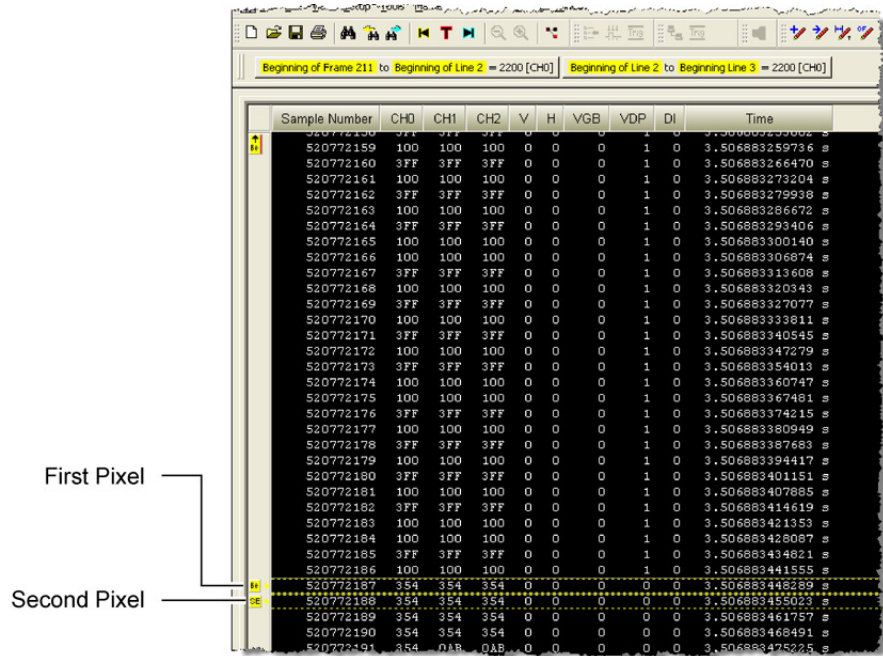 Beginning of Frame 211 to Beginning of Line 2 = 2200 [CH0] Beginning of Line 2 to Beginning Line 3 = 2200 [CH0]
Sample Number CH0 CH1 CH2 V H VGB VDP DI Time
520772159 100 100 100 0 0 0 1 0 3.506883259736 s
520772160 3FF 3FF 3FF 0 0 0 1 0 3.506883266470 s
520772161 100 100 100 0 0 0 1 0 3.506883273204 s
520772162 3FF 3FF 3FF 0 0 0 1 0 3.506883279938 s
520772163 100 100 100 0 0 0 1 0 3.506883286672 s
520772164 3FF 3FF 3FF 0 0 0 1 0 3.506883293406 s
520772165 100 100 100 0 0 0 1 0 3.506883300140 s
520772166 100 100 100 0 0 0 1 0 3.506883306874 s
520772167 3FF 3FF 3FF 0 0 0 1 0 3.506883313608 s
520772168 100 100 100 0 0 0 1 0 3.506883320343 s
520772169 3FF 3FF 3FF 0 0 0 1 0 3.506883327077 s
520772170 100 100 100 0 0 0 1 0 3.506883333811 s
520772171 3FF 3FF 3FF 0 0 0 1 0 3.506883340545 s
520772172 100 100 100 0 0 0 1 0 3.506883347279 s
520772173 3FF 3FF 3FF 0 0 0 1 0 3.506883354013 s
520772174 100 100 100 0 0 0 1 0 3.506883360747 s
520772175 100 100 100 0 0 0 1 0 3.506883367481 s
520772176 3FF 3FF 3FF 0 0 0 1 0 3.506883374215 s
520772177 100 100 100 0 0 0 1 0 3.506883380949 s
520772178 3FF 3FF 3FF 0 0 0 1 0 3.506883387683 s
520772179 100 100 100 0 0 0 1 0 3.506883394417 s
First Pixel
520772180 3FF 3FF 3FF 0 0 0 1 0 3.506883401151 s
520772181 100 100 100 0 0 0 1 0 3.506883407885 s
520772182 3FF 3FF 3FF 0 0 0 1 0 3.506883414619 s
520772183 100 100 100 0 0 0 1 0 3.506883421353 s
520772184 100 100 100 0 0 0 1 0 3.506883428087 s
520772185 3FF 3FF 3FF 0 0 0 1 0 3.506883434821 s
520772186 100 100 100 0 0 0 1 0 3.506883441555 s
520772187 354 354 354 0 0 0 0 0 3.506883448289 s
Second Pixel
520772188 354 354 354 0 0 0 0 0 3.506883455023 s
520772189 354 354 354 0 0 0 0 0 3.506883461757 s
520772190 354 354 354 0 0 0 0 0 3.506883468491 s
520772191 354 0AB 0AB 0 0 0 0 0 3.506883475225 s